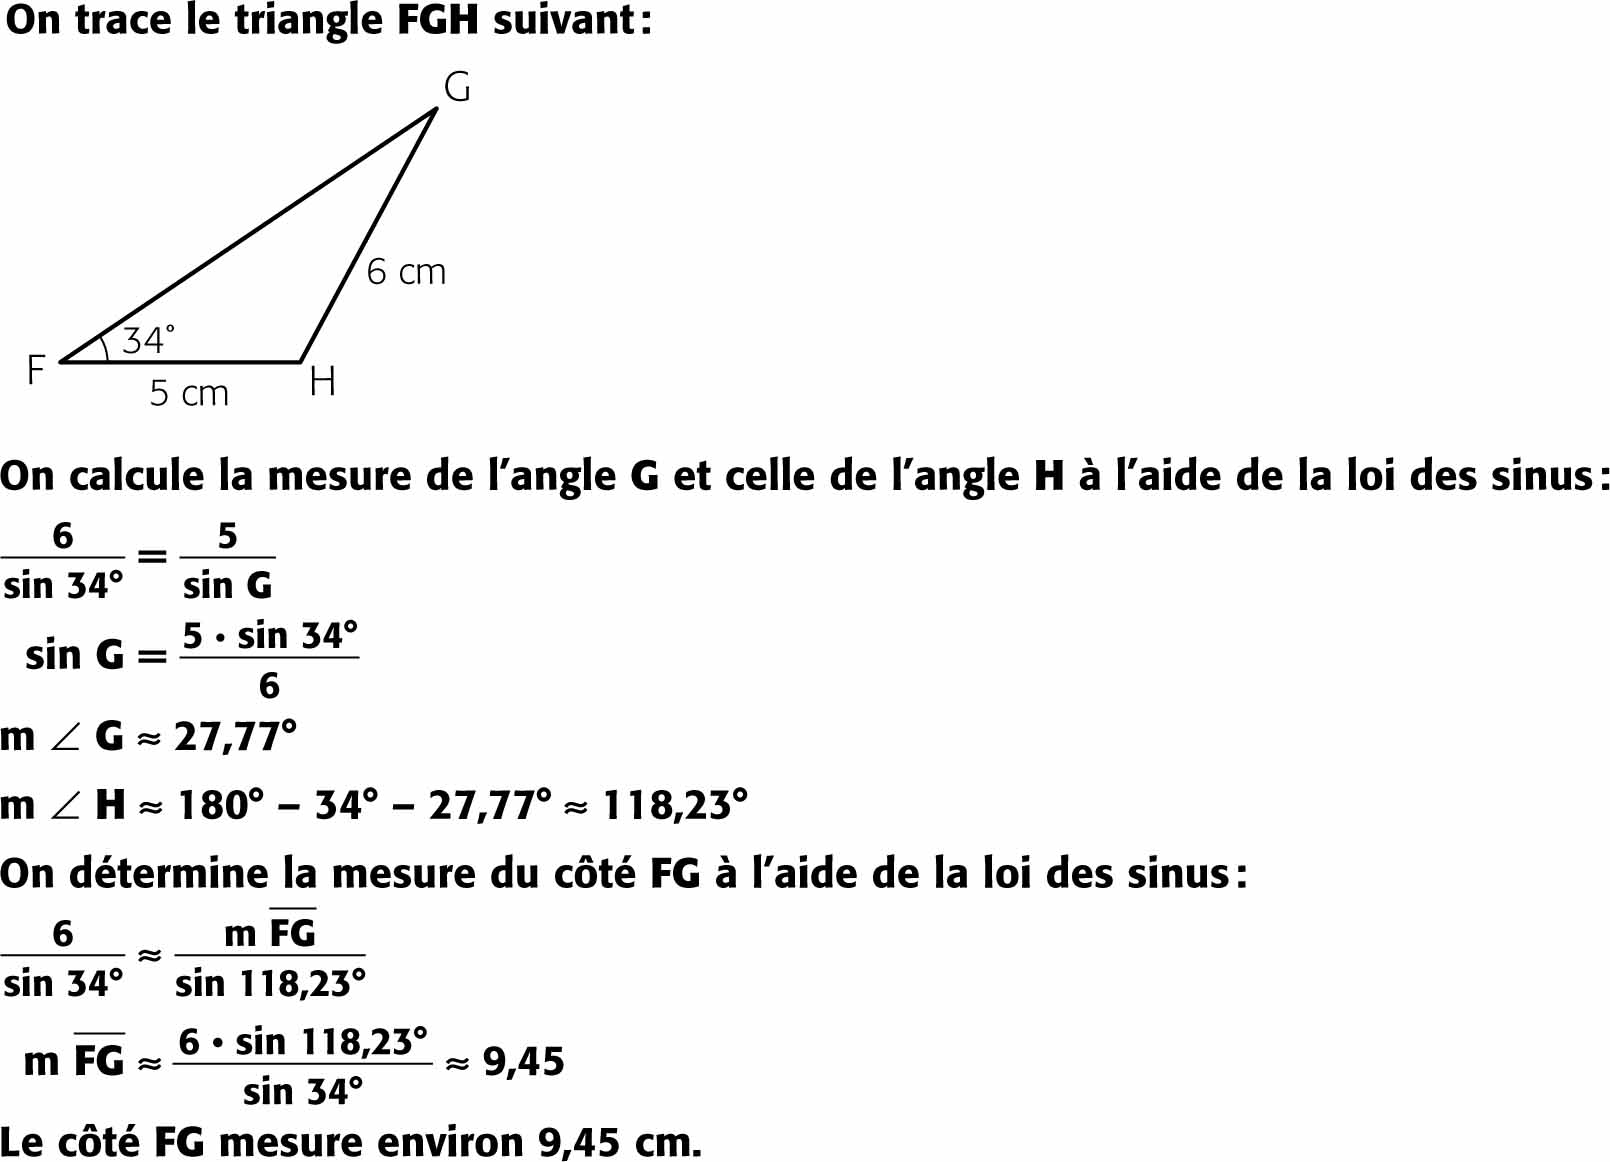 On trace le triangle FGH suivant :
G
6 cm
34°
F
H
5 cm
On calcule la mesure de l’angle G et celle de l’angle H à l’aide de la loi des sinus :
6/sin 34° = 5/sin G
sin G = 5 • sin 34°/6
m ∠ G ≈ 27,77°
m ∠ H ≈ 180° – 34° – 27,77° ≈ 118,23°
On détermine la mesure du côté FG à l’aide de la loi des sinus :
6/sin 34° ≈ m F̅G̅/sin 118,23°
m F̅G̅ ≈ 6 • sin 118,23°/sin 34° ≈ 9,45
Le côté FG mesure environ 9,45 cm.